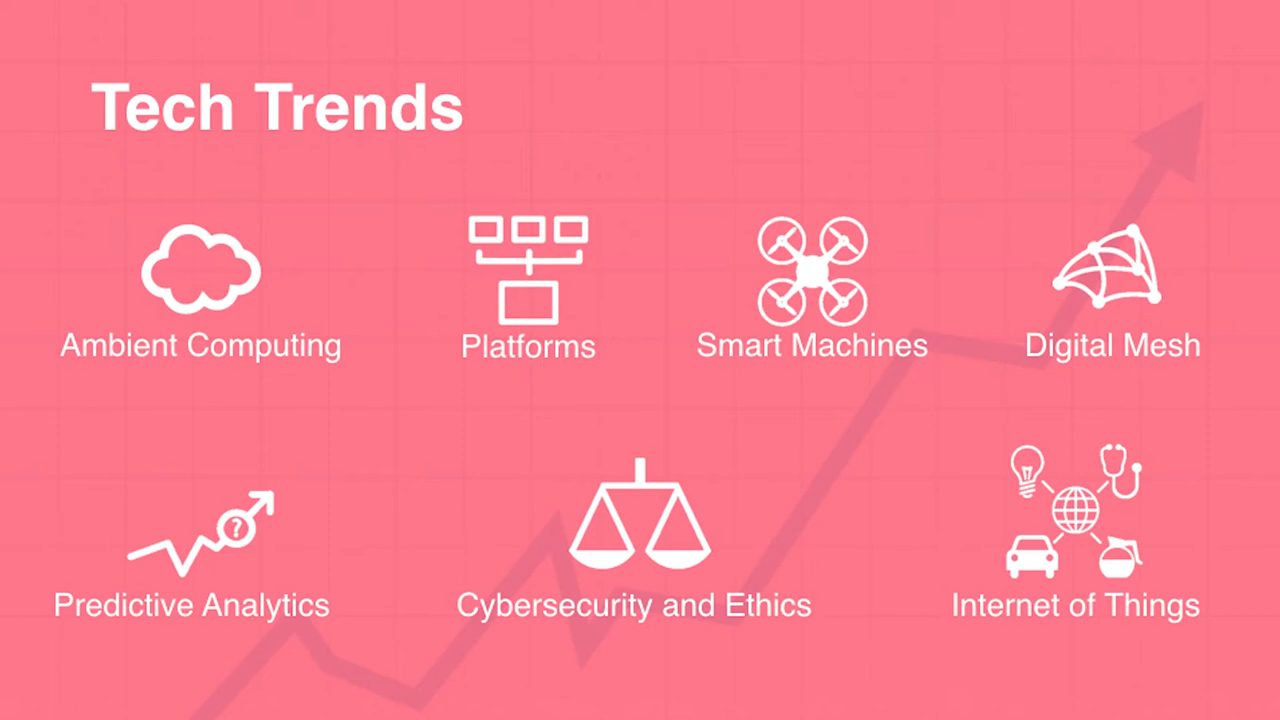 Tech Trends
Ambient Computing
Platforms
Smart Machines
Digital Mesh
?
Predictive Analytics
Cybersecurity and Ethics
Internet of Things